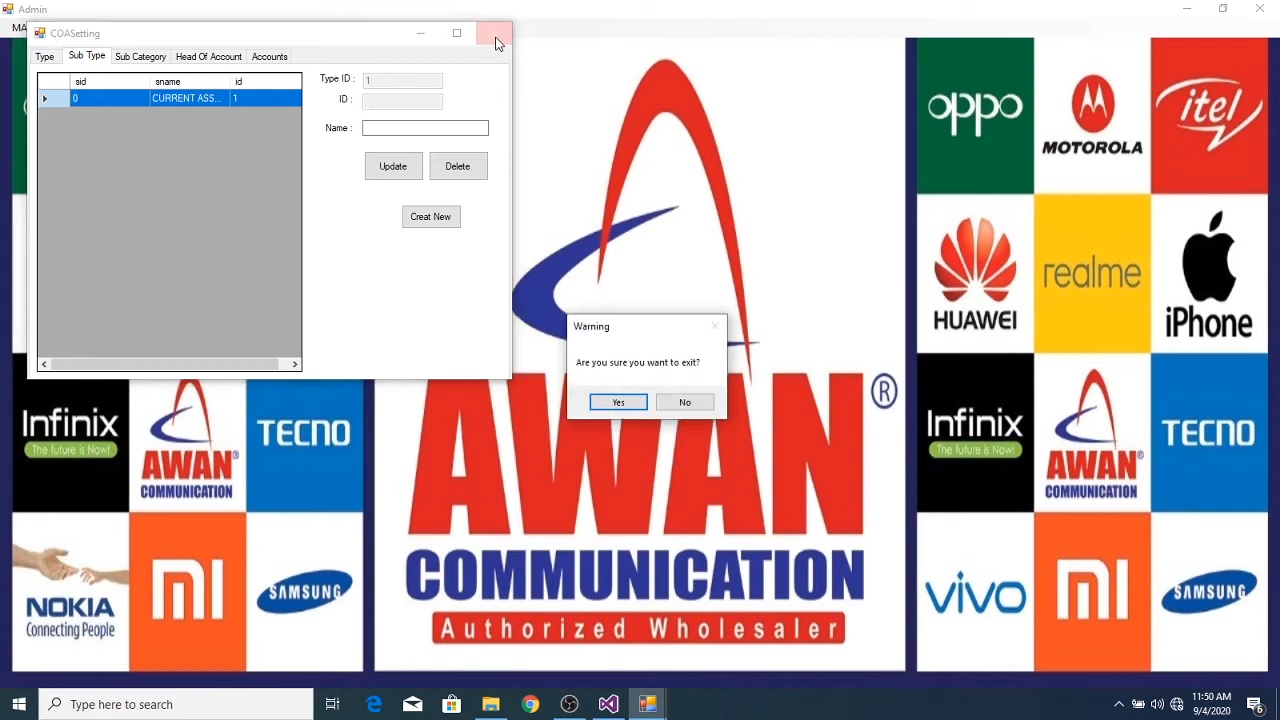 Admin
MA
COASetting
Type
Sub Type
Sub Category
Head Of Account
Accounts
sid
sname
id
0
CURRENT ASS...
1
Type ID :
1
ID :
Name :
Update
Delete
Creat New
Warning
Are you sure you want to exit?
Yes
No
oppo
MOTOROLA
itel
HUAWEI
realme
iPhone
Infinix
The future is Now!
AWAN®
COMMUNICATION
TECNO
NOKIA
Connecting People
SAMSUNG
AWAN
®
COMMUNICATION
Authorized Wholesaler
Infinix
The future is Now!
AWAN®
COMMUNICATION
TECNO
vivo
SAMSUNG
Type here to search
11:50 AM
9/4/2020
6